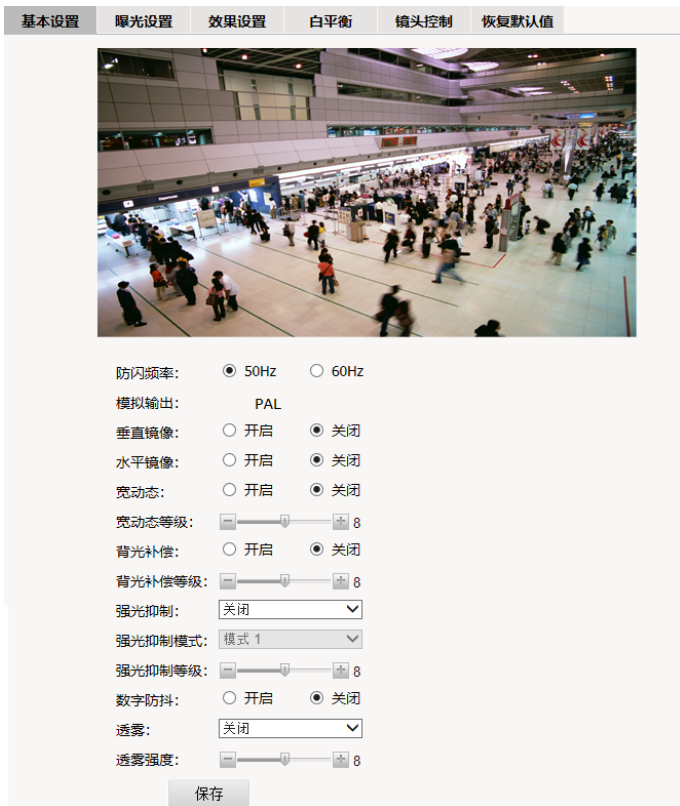 基本设置 曝光设置 效果设置 白平衡 镜头控制 恢复默认值
防闪频率: 50Hz 60Hz
模拟输出: PAL
垂直镜像: 开启 关闭
水平镜像: 开启 关闭
宽动态: 开启 关闭
宽动态等级: 8
背光补偿: 开启 关闭
背光补偿等级: 8
强光抑制: 关闭
强光抑制模式: 模式 1
强光抑制等级: 8
数字防抖: 开启 关闭
透雾: 关闭
透雾强度: 8
保存